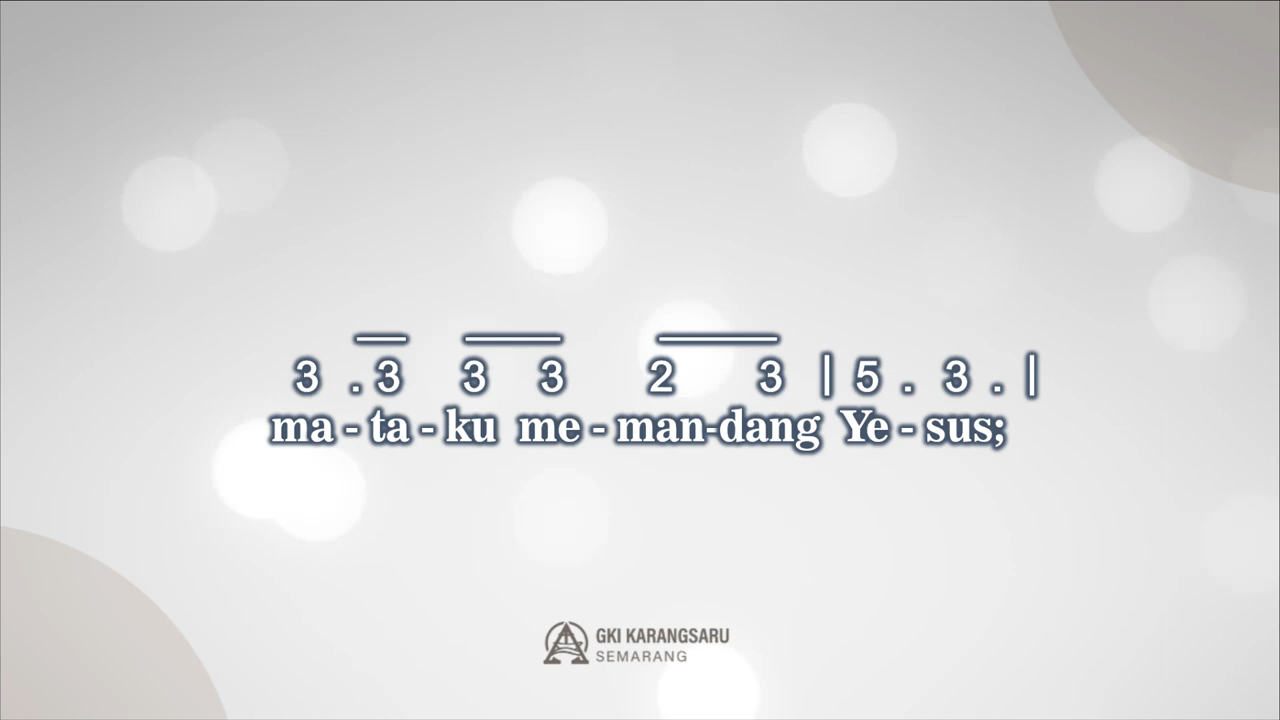 3 . 3 3 3 2 3 | 5 . 3 . |
ma - ta - ku me - man-dang Ye - sus;
GKI KARANGSARU
SEMARANG